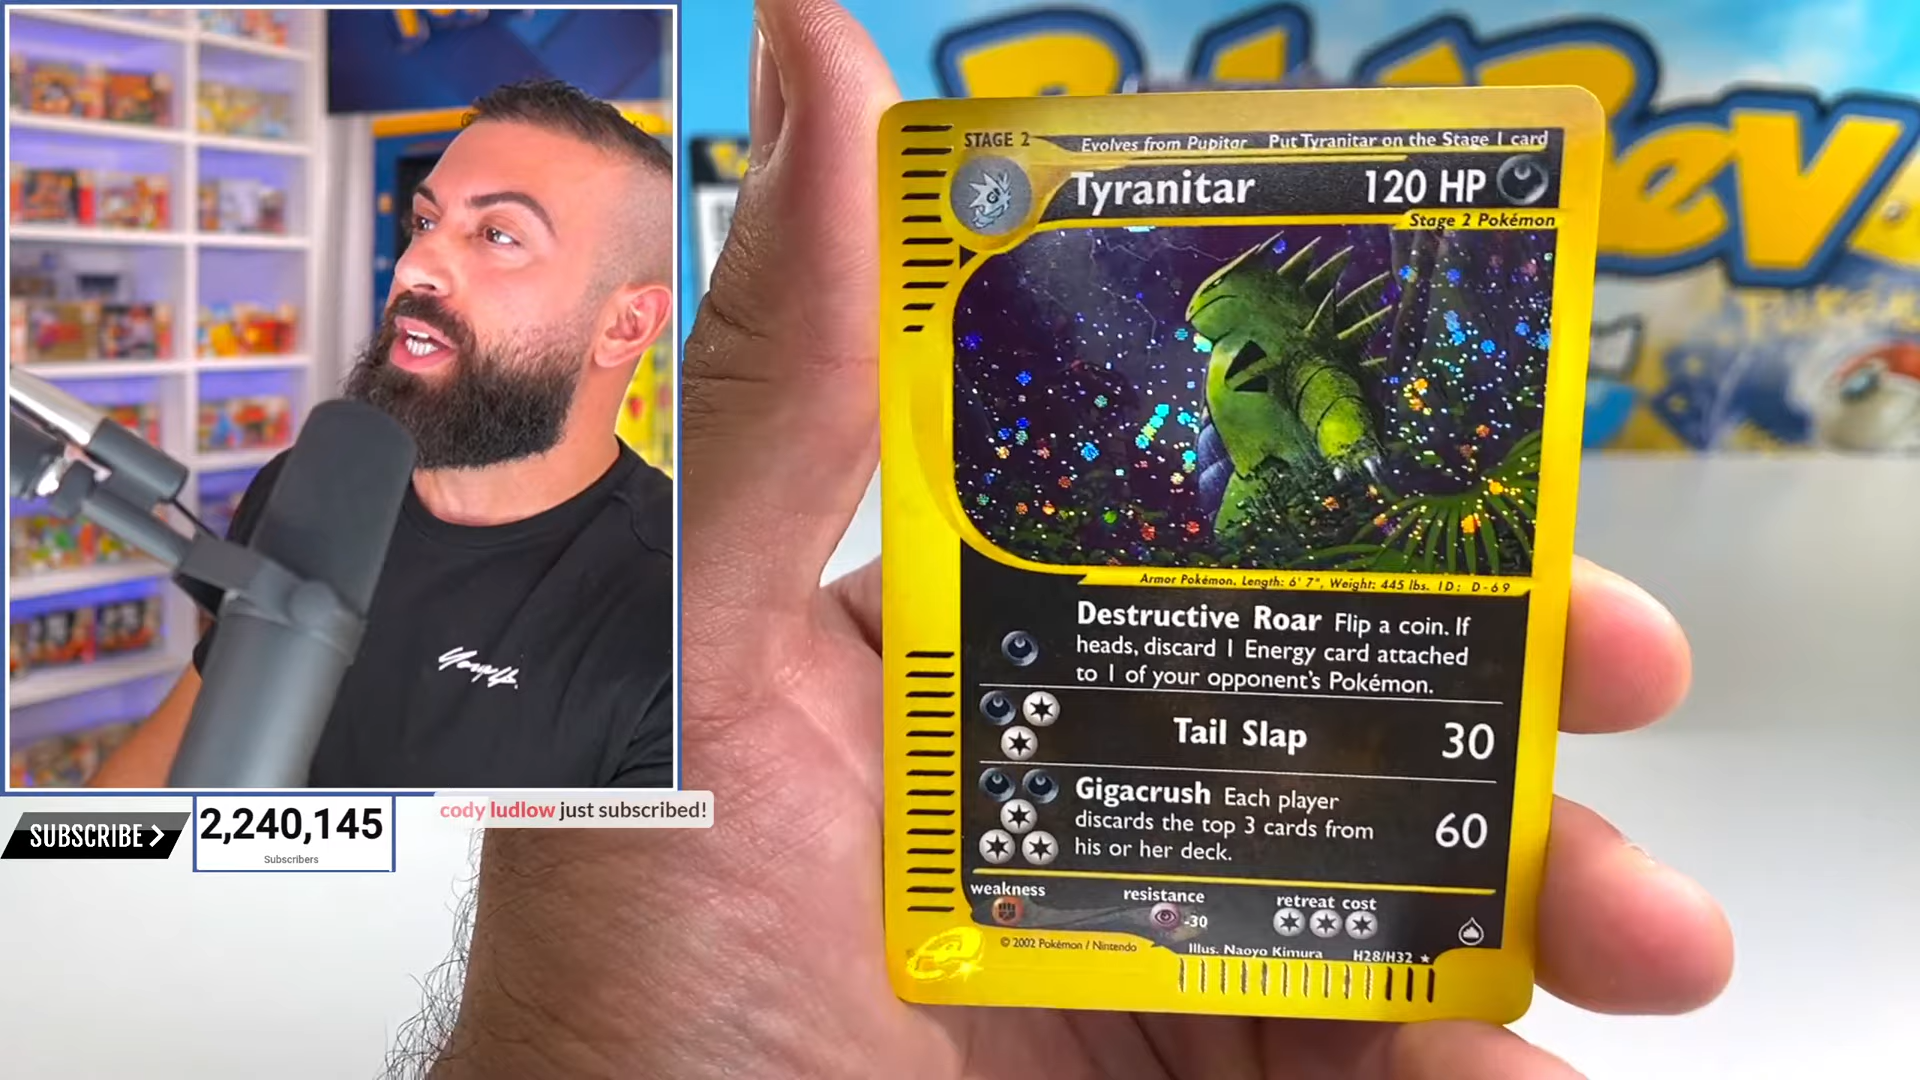 STAGE 2
Evolves from Pupitar Put Tyranitar on the Stage 1 card
Tyranitar 120 HP
Stage 2 Pokémon
Armor Pokémon. Length: 6' 7", Weight: 445 lbs. ID: D-69
Destructive Roar Flip a coin. If
heads, discard 1 Energy card attached
to 1 of your opponent's Pokémon.
Tail Slap 30
Gigacrush Each player
discards the top 3 cards from
his or her deck.
60
weakness resistance retreat cost
-30
© 2002 Pokémon / Nintendo
Illus. Naoyo Kimura H28/H32 ★
SUBSCRIBE >
2,240,145
Subscribers
cody ludlow just subscribed!